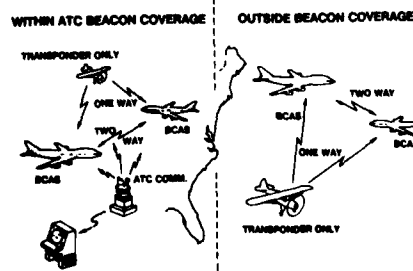 WITHIN ATC BEACON COVERAGE
TRANSPONDER ONLY
ONE WAY
BCAS
TWO
WAY
BCAS
ATC COMM.
OUTSIDE BEACON COVERAGE
TWO WAY
BCAS
BCAS
ONE WAY
TRANSPONDER ONLY